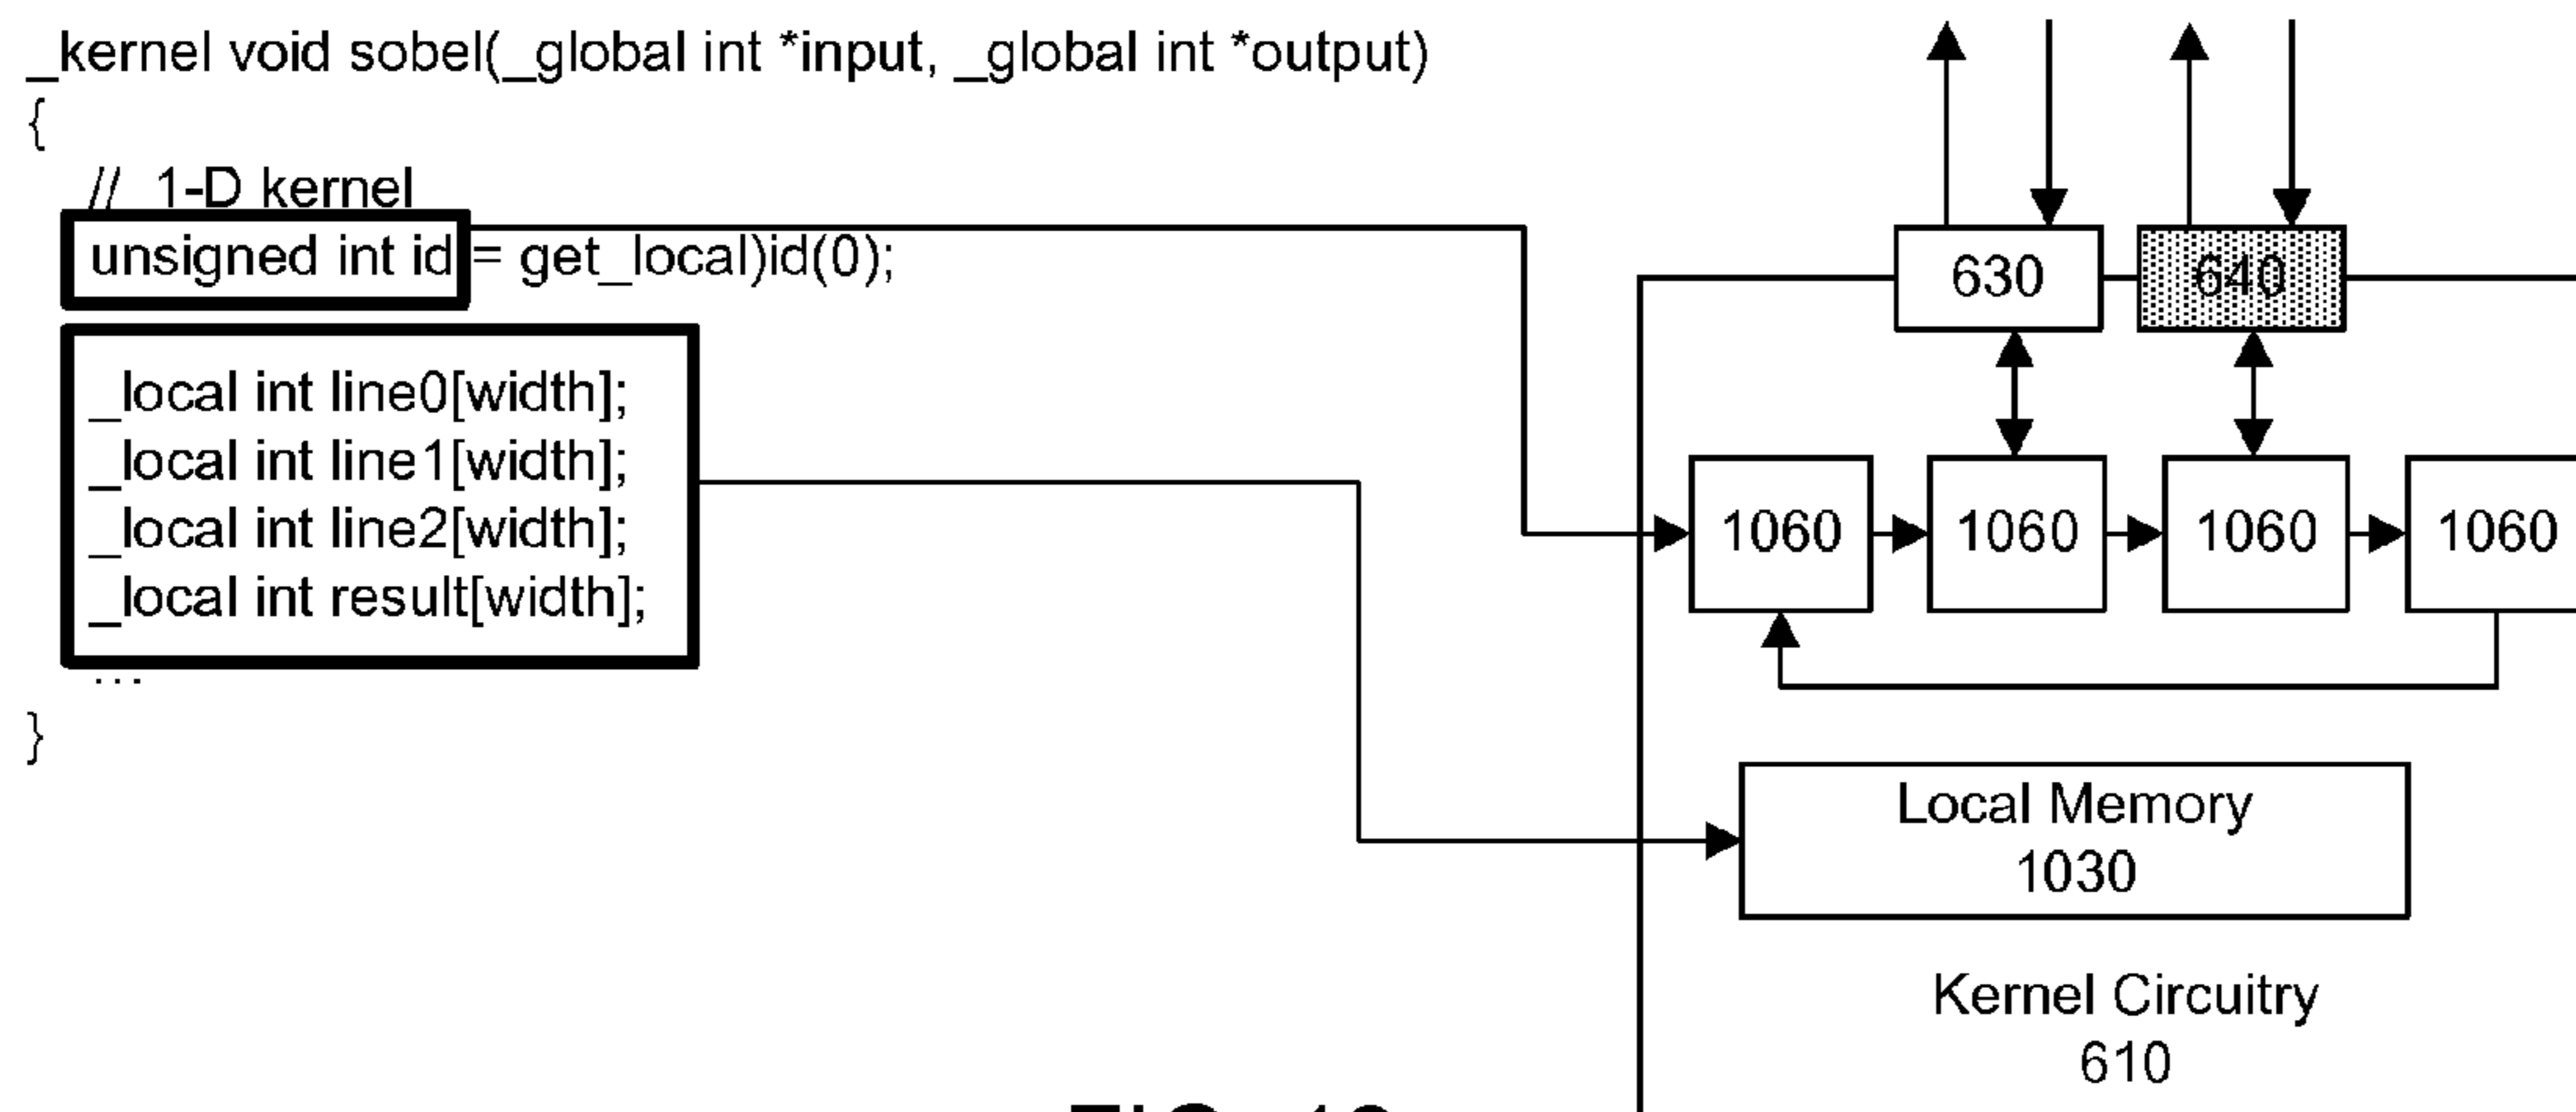 _kernel void sobel(_global int *input, _global int *output)
{
// 1-D kernel
unsigned int id = get_local)id(0);
_local int line0[width];
_local int line1[width];
_local int line2[width];
_local int result[width];
...
}
630
640
1060
1060
1060
1060
Local Memory
1030
Kernel Circuitry
610